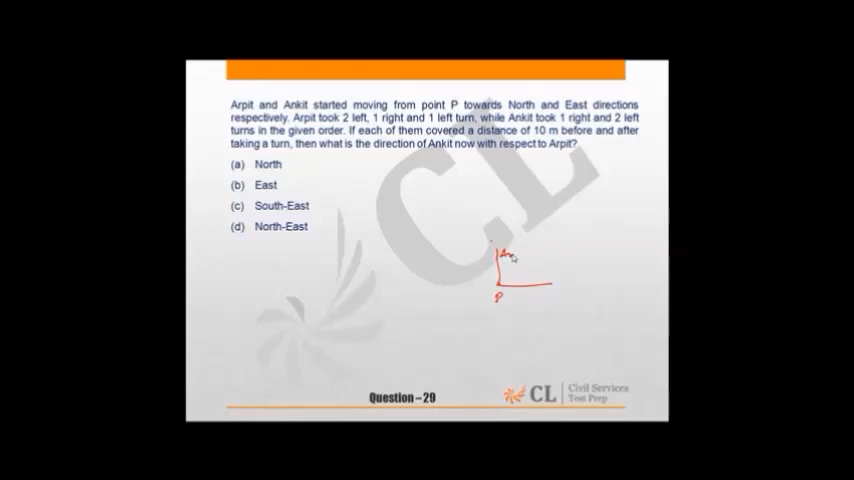 Arpit and Ankit started moving from point P towards North and East directions
respectively. Arpit took 2 left, 1 right and 1 left turn, while Ankit took 1 right and 2 left
turns in the given order. If each of them covered a distance of 10 m before and after
taking a turn, then what is the direction of Ankit now with respect to Arpit?
(a) North
(b) East
(c) South-East
(d) North-East
CL
P
Question – 29
CL Civil Services
Test Prep